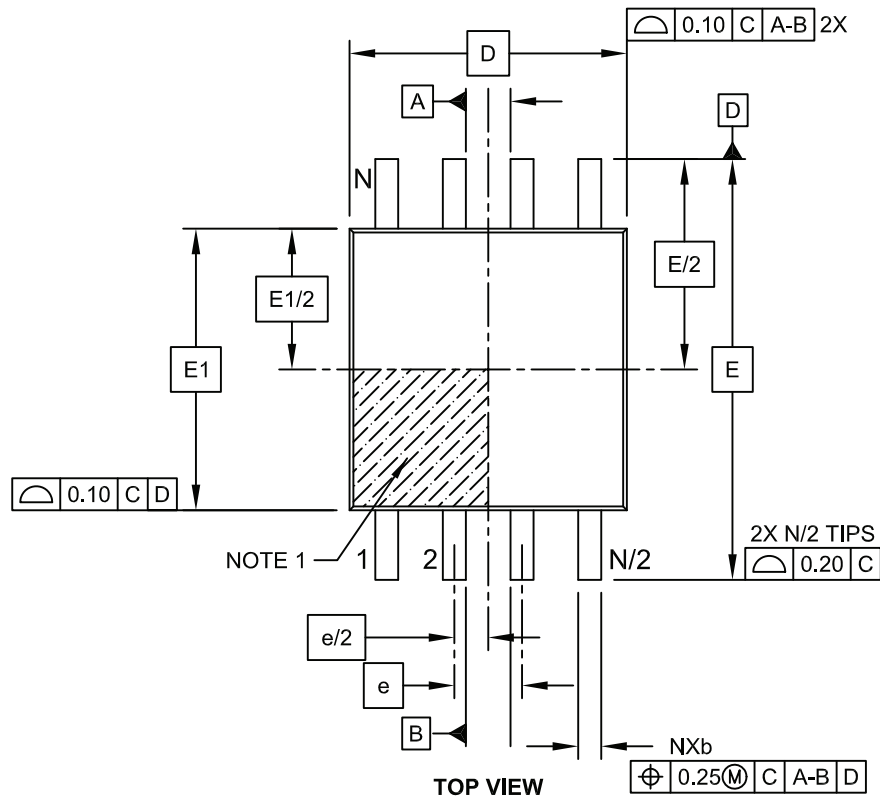 ⌓ 0.10 C A-B 2X
D
A
D
N
E/2
E1/2
E1
E
⌓ 0.10 C D
2X N/2 TIPS
NOTE 1
1
2
N/2
⌓ 0.20 C
e/2
e
B
NXb
⌖ 0.25Ⓜ C A-B D
TOP VIEW